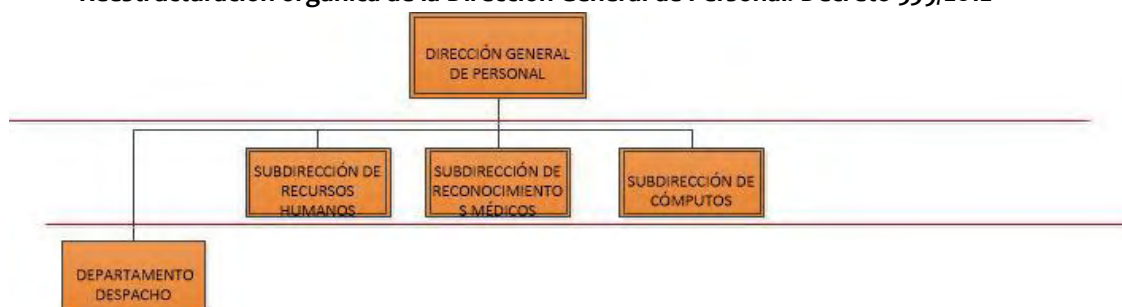 Reestructuración orgánica de la Dirección General de Personal. Decreto
DIRECCIÓN GENERAL
DE PERSONAL
SUBDIRECCIÓN DE
RECURSOS
HUMANOS
SUBDIRECCIÓN DE
RECONOCIMIENTO
S MÉDICOS
SUBDIRECCIÓN DE
CÓMPUTOS
DEPARTAMENTO
DESPACHO